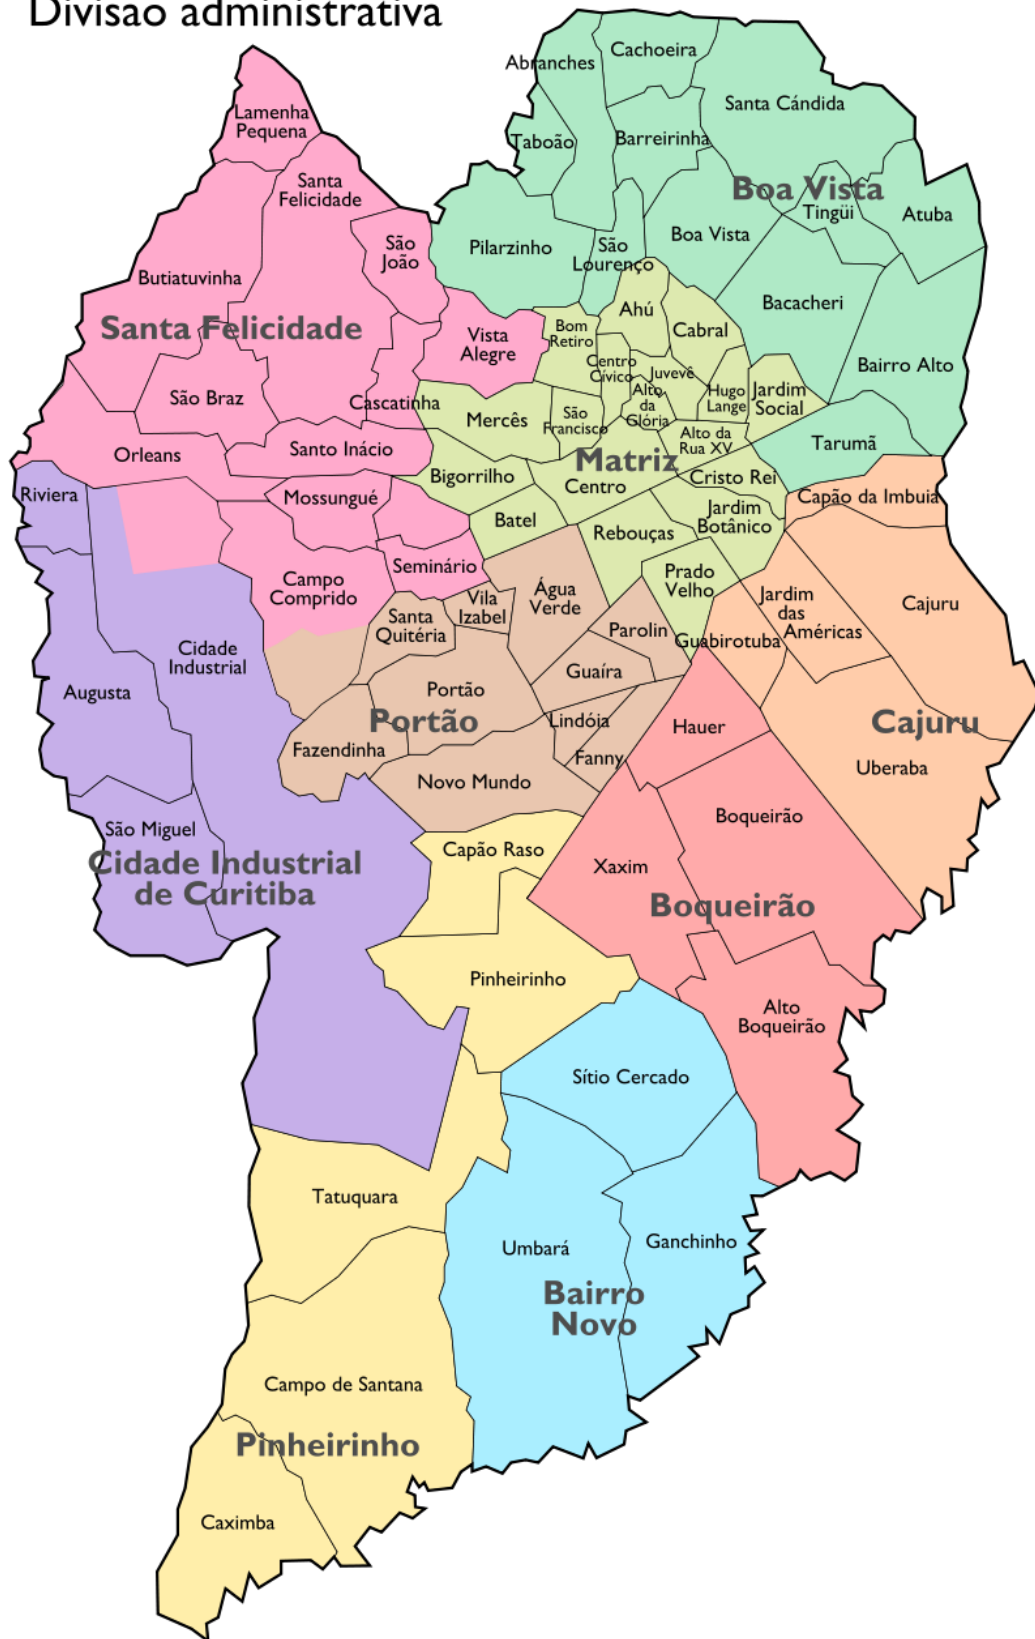 Divisão administrativa
Abranches
Cachoeira
Santa Cándida
Lamenha
Pequena
Taboão
Barreirinha
Santa
Felicidade
Boa Vista
Tingüi
Atuba
São
João
Pilarzinho
São
Lourenço
Boa Vista
Butiatuvinha
Santa Felicidade
Ahú
Bacacheri
Vista
Alegre
Bom
Retiro
Cabral
Centro
Cívico
Juvevê
Bairro Alto
São Braz
Cascatinha
Mercês
São
Francisco
Alto
da
Glória
Hugo
Lange
Jardim
Social
Orleans
Santo Inácio
Alto da
Rua XV
Tarumã
Matriz
Bigorrilho
Centro
Cristo Rei
Riviera
Mossungué
Capão da Imbuia
Batel
Rebouças
Jardim
Botânico
Seminário
Campo
Comprido
Água
Verde
Prado
Velho
Jardim
das
Américas
Cajuru
Santa
Quitéria
Vila
Izabel
Parolin
Guabirotuba
Cidade
Industrial
Guaíra
Augusta
Portão
Portão
Lindóia
Hauer
Cajuru
Fazendinha
Fanny
Novo Mundo
Uberaba
São Miguel
Boqueirão
Cidade Industrial
de Curitiba
Capão Raso
Xaxim
Boqueirão
Pinheirinho
Alto
Boqueirão
Sítio Cercado
Tatuquara
Umbará
Ganchinho
Bairro
Novo
Campo de Santana
Pinheirinho
Caximba